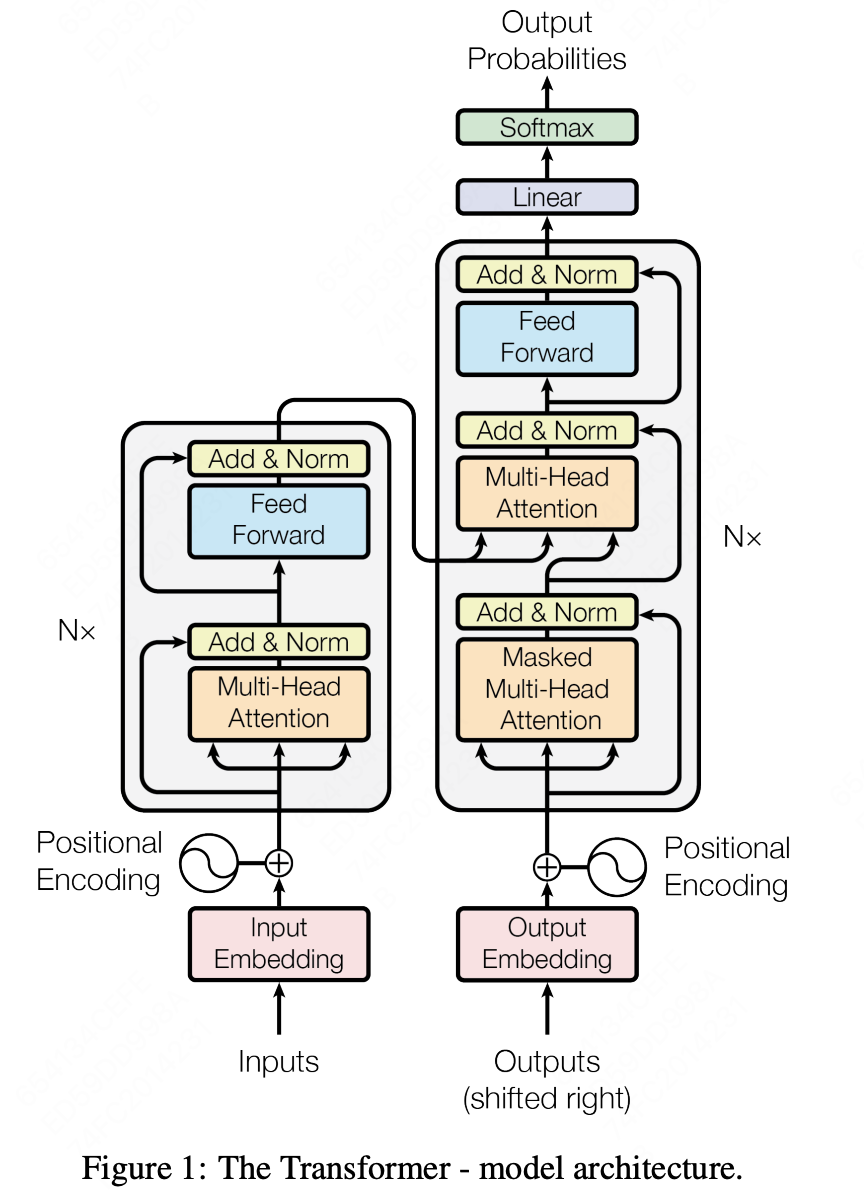 Output
Probabilities
Softmax
Linear
Add & Norm
Feed
Forward
Add & Norm
Multi-Head
Attention
Add & Norm
Masked
Multi-Head
Attention
N×
Add & Norm
Feed
Forward
Add & Norm
Multi-Head
Attention
N×
Positional
Encoding
Positional
Encoding
Input
Embedding
Output
Embedding
Inputs
Outputs
(shifted right)
Figure 1: The Transformer - model architecture.